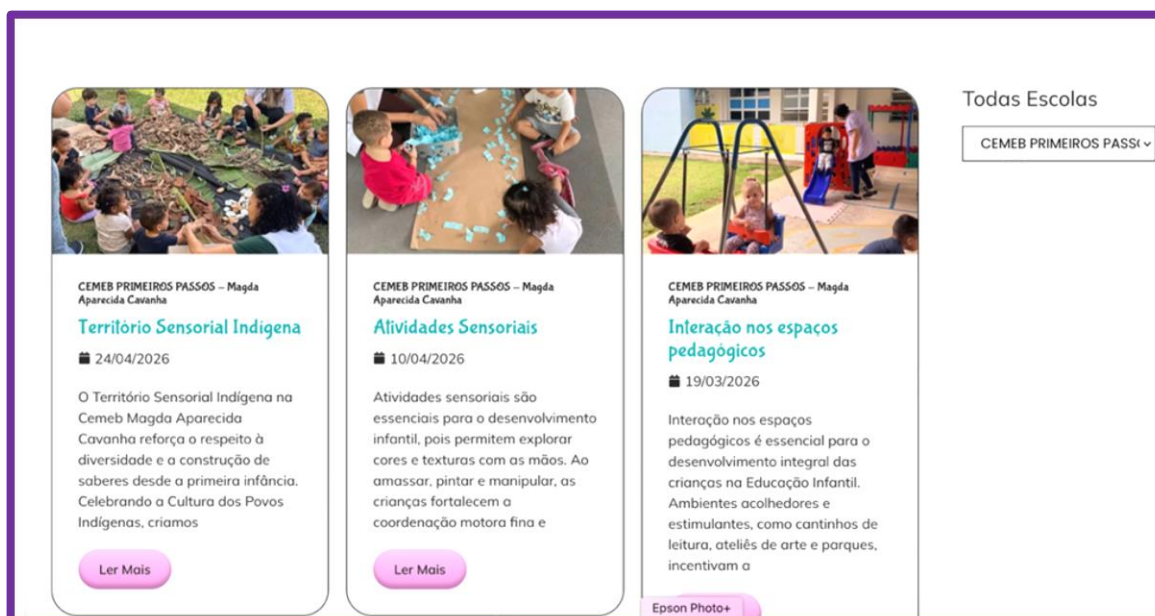 CEMEB PRIMEIROS PASSOS – Magda
Aparecida Cavanha
Território Sensorial Indígena
24/04/2026
O Território Sensorial Indígena na
Cemeb Magda Aparecida
Cavanha reforça o respeito à
diversidade e a construção de
saberes desde a primeira infância.
Celebrando a Cultura dos Povos
Indígenas, criamos
Ler Mais
CEMEB PRIMEIROS PASSOS – Magda
Aparecida Cavanha
Atividades Sensoriais
10/04/2026
Atividades sensoriais são
essenciais para o desenvolvimento
infantil, pois permitem explorar
cores e texturas com as mãos. Ao
amassar, pintar e manipular, as
crianças fortalecem a
coordenação motora fina e
Ler Mais
CEMEB PRIMEIROS PASSOS – Magda
Aparecida Cavanha
Interação nos espaços
pedagógicos
19/03/2026
Interação nos espaços
pedagógicos é essencial para o
desenvolvimento integral das
crianças na Educação Infantil.
Ambientes acolhedores e
estimulantes, como cantinhos de
leitura, ateliês de arte e parques,
incentivam a
Epson Photo+
Todas Escolas
CEMEB PRIMEIROS PASS